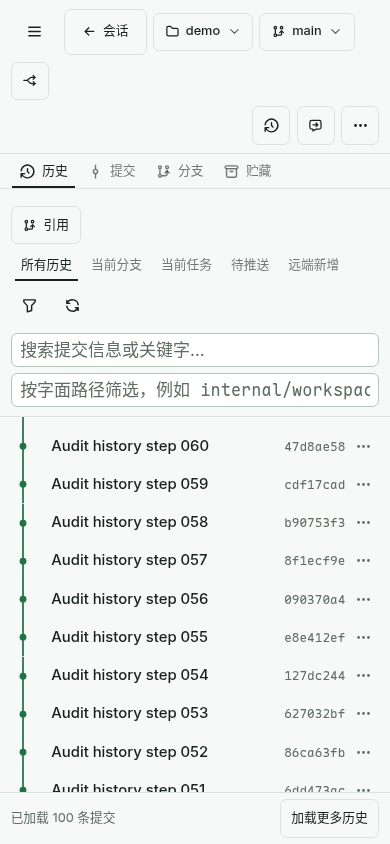 会话 demo main
历史 提交 分支 贮藏
引用
所有历史 当前分支 当前任务 待推送 远端新增
搜索提交信息或关键字...
按字面路径筛选，例如 internal/workspac
Audit history step 060 47d8ae58
Audit history step 059 cdf17cad
Audit history step 058 b90753f3
Audit history step 057 8f1ecf9e
Audit history step 056 090370a4
Audit history step 055 e8e412ef
Audit history step 054 127dc244
Audit history step 053 627032bf
Audit history step 052 86ca63fb
Audit history step 051 6dd473ac
已加载 100 条提交 加载更多历史